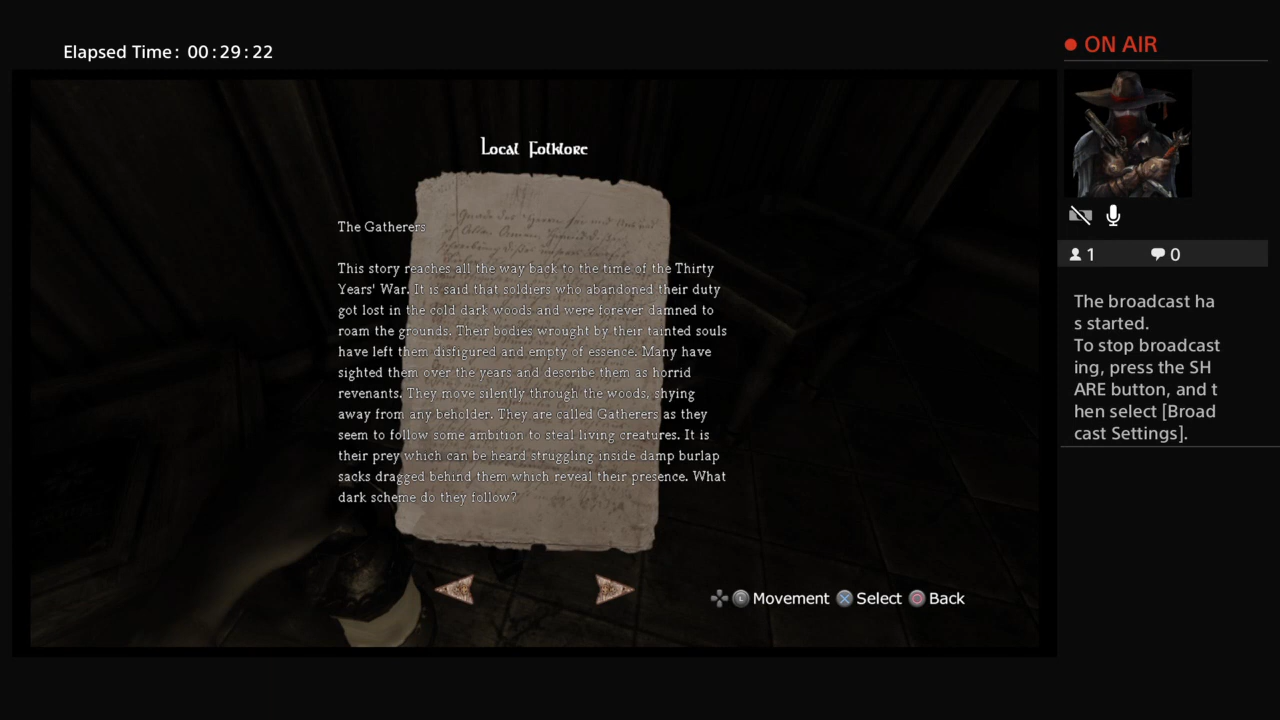 Elapsed Time: 00:29:22
ON AIR
Local Folklore
The Gatherers
This story reaches all the way back to the time of the Thirty
Years' War. It is said that soldiers who abandoned their duty
got lost in the cold dark woods and were forever damned to
roam the grounds. Their bodies wrought by their tainted souls
have left them disfigured and empty of essence. Many have
sighted them over the years and describe them as horrid
revenants. They move silently through the woods, shying
away from any beholder. They are called Gatherers as they
seem to follow some ambition to steal living creatures. It is
their prey which can be heard struggling inside damp burlap
sacks dragged behind them which reveal their presence. What
dark scheme do they follow?
L Movement Select Back
1 0
The broadcast ha
s started.
To stop broadcast
ing, press the SH
ARE button, and t
hen select [Broad
cast Settings].